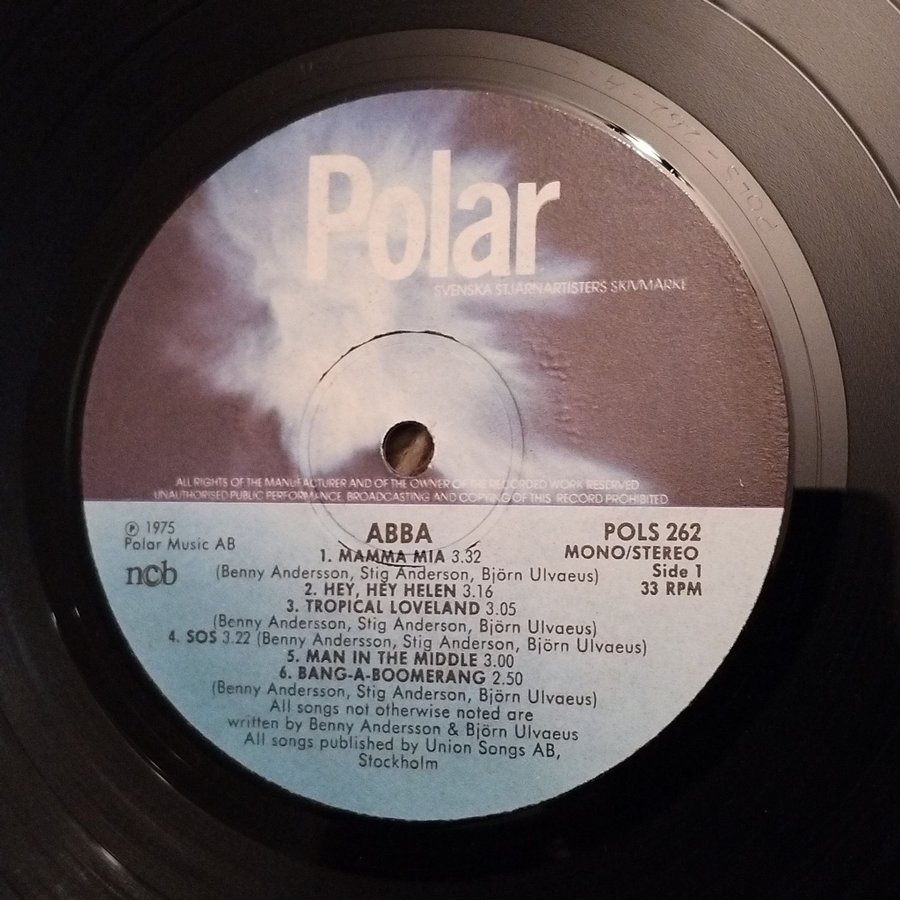 POLS-262-A
Polar
SVENSKA STJÄRNARTISTERS SKIVMÄRKE
ALL RIGHTS OF THE MANUFACTURER AND OF THE OWNER OF THE RECORDED WORK RESERVED
UNAUTHORISED PUBLIC PERFORMANCE, BROADCASTING AND COPYING OF THIS RECORD PROHIBITED
℗ 1975
Polar Music AB
ncb
ABBA
POLS 262
MONO/STEREO
Side 1
33 RPM
1. MAMMA MIA 3.32
(Benny Andersson, Stig Anderson, Björn Ulvaeus)
2. HEY, HEY HELEN 3.16
3. TROPICAL LOVELAND 3.05
(Benny Andersson, Stig Anderson, Björn Ulvaeus)
4. SOS 3.22 (Benny Andersson, Stig Anderson, Björn Ulvaeus)
5. MAN IN THE MIDDLE 3.00
6. BANG-A-BOOMERANG 2.50
(Benny Andersson, Stig Anderson, Björn Ulvaeus)
All songs not otherwise noted are
written by Benny Andersson & Björn Ulvaeus
All songs published by Union Songs AB,
Stockholm